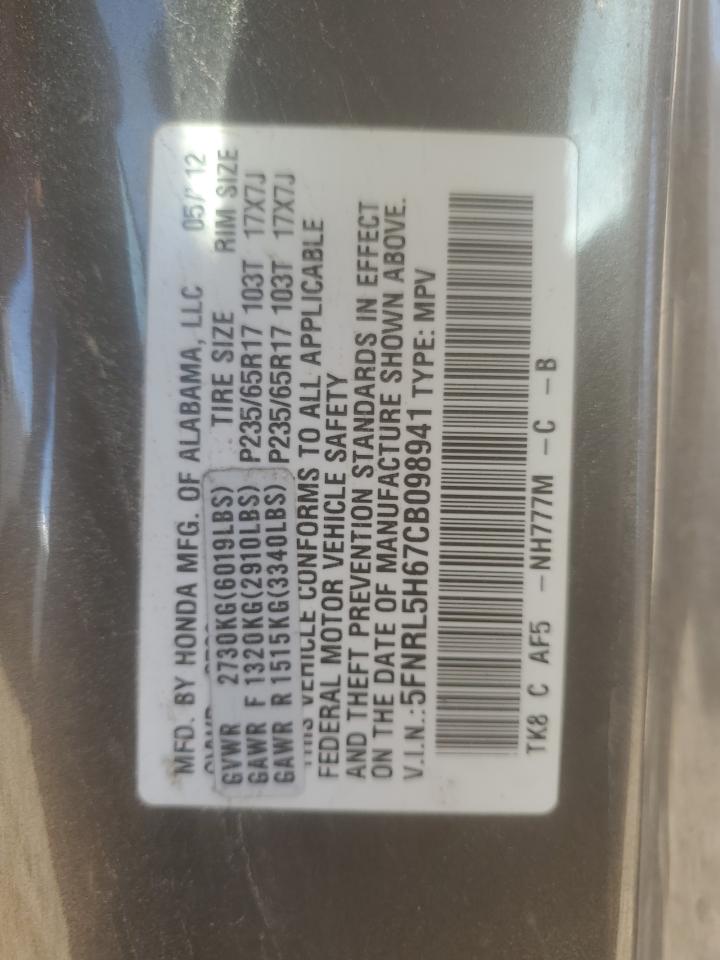 MFD. BY HONDA MFG. OF ALABAMA, LLC 05/'12
GVWR 2730KG(6019LBS) TIRE SIZE RIM SIZE
GAWR F 1320KG(2910LBS) P235/65R17 103T 17X7J
GAWR R 1515KG(3340LBS) P235/65R17 103T 17X7J
THIS VEHICLE CONFORMS TO ALL APPLICABLE
FEDERAL MOTOR VEHICLE SAFETY
AND THEFT PREVENTION STANDARDS IN EFFECT
ON THE DATE OF MANUFACTURE SHOWN ABOVE.
V.I.N.:5FNRL5H67CB098941 TYPE: MPV
TK8 C AF5 -NH777M -C -B